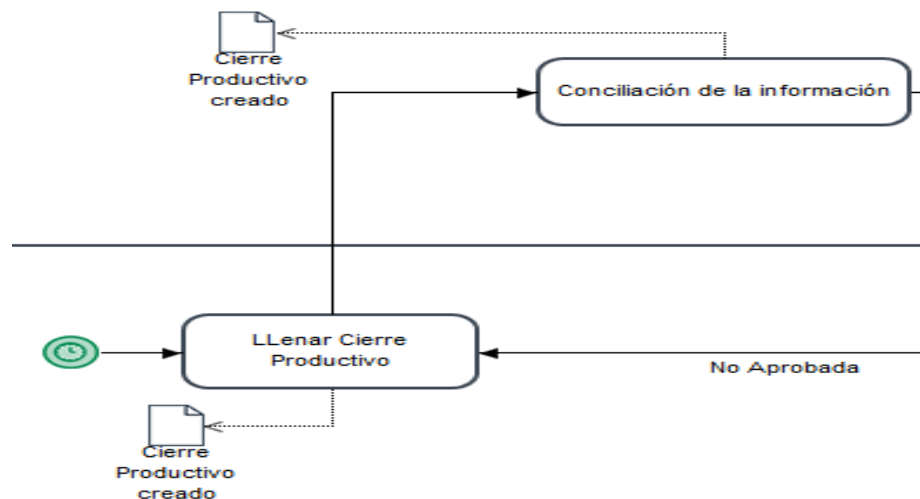 Cierre
Productivo
creado
Conciliación de la información
LLenar Cierre
Productivo
No Aprobada
Cierre
Productivo
creado